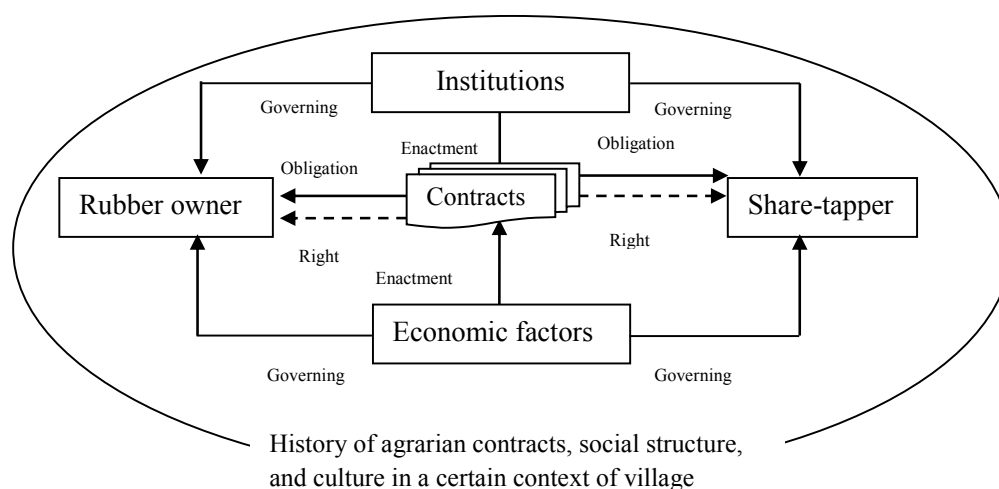 Institutions
Governing
Governing
Enactment
Obligation
Obligation
Rubber owner
Contracts
Share-tapper
Right
Right
Enactment
Economic factors
Governing
Governing
History of agrarian contracts, social structure,
and culture in a certain context of village